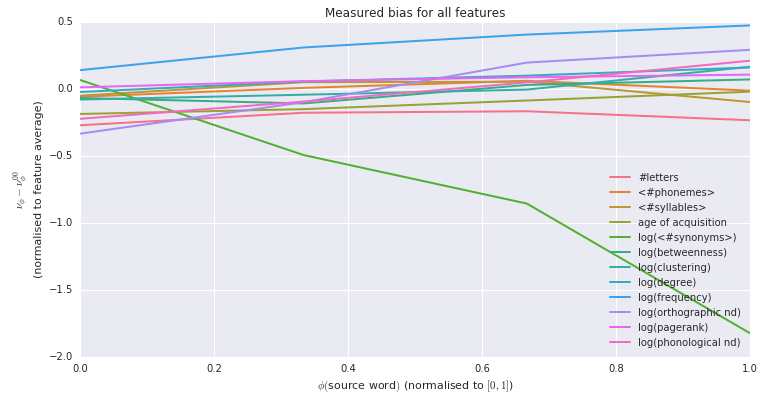 Measured bias for all features
0.5
0.0
−0.5
−1.0
−1.5
−2.0
ν_ϕ − ν_ϕ^00
(normalised to feature average)
#letters
<#phonemes>
<#syllables>
age of acquisition
log(<#synonyms>)
log(betweenness)
log(clustering)
log(degree)
log(frequency)
log(orthographic nd)
log(pagerank)
log(phonological nd)
0.0 0.2 0.4 0.6 0.8 1.0
ϕ(source word) (normalised to [0, 1])